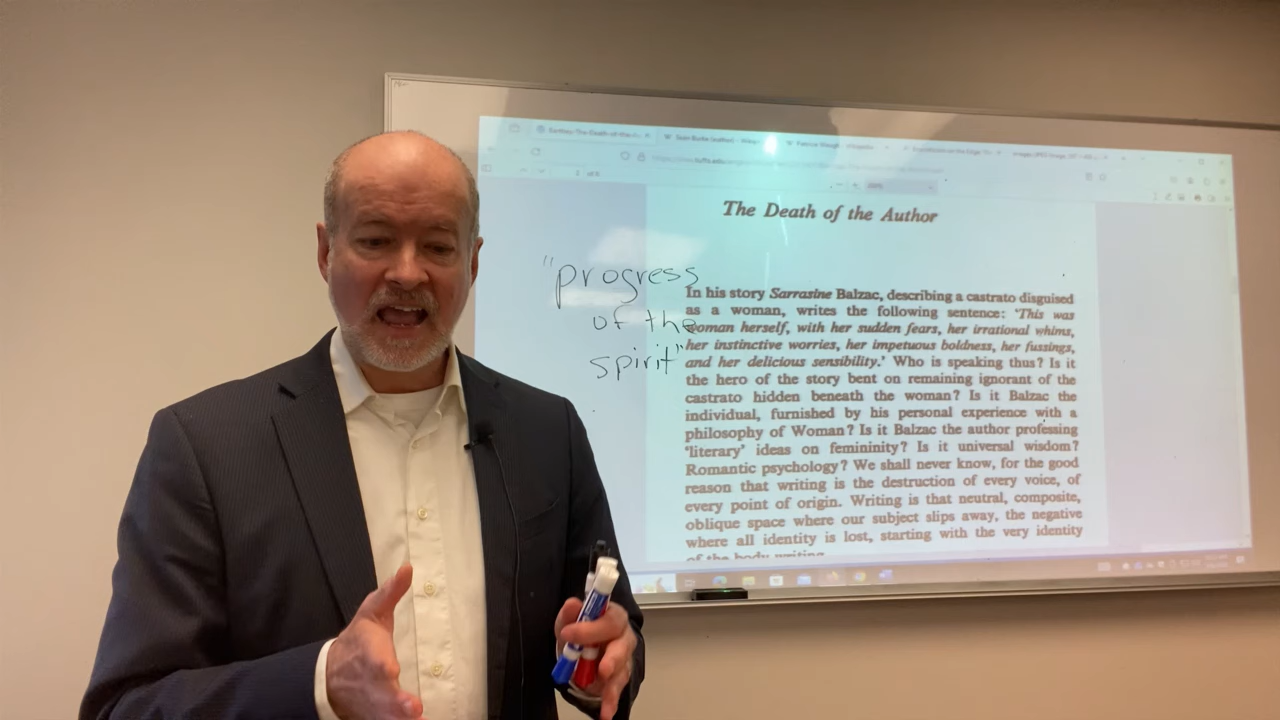 The Death of the Author
"progress
of the
spirit"
In his story Sarrasine Balzac, describing a castrato disguised
as a woman, writes the following sentence: 'This was
woman herself, with her sudden fears, her irrational whims,
her instinctive worries, her impetuous boldness, her fussings,
and her delicious sensibility.' Who is speaking thus? Is it
the hero of the story bent on remaining ignorant of the
castrato hidden beneath the woman? Is it Balzac the
individual, furnished by his personal experience with a
philosophy of Woman? Is it Balzac the author professing
'literary' ideas on femininity? Is it universal wisdom?
Romantic psychology? We shall never know, for the good
reason that writing is the destruction of every voice, of
every point of origin. Writing is that neutral, composite,
oblique space where our subject slips away, the negative
where all identity is lost, starting with the very identity
of the body writing.